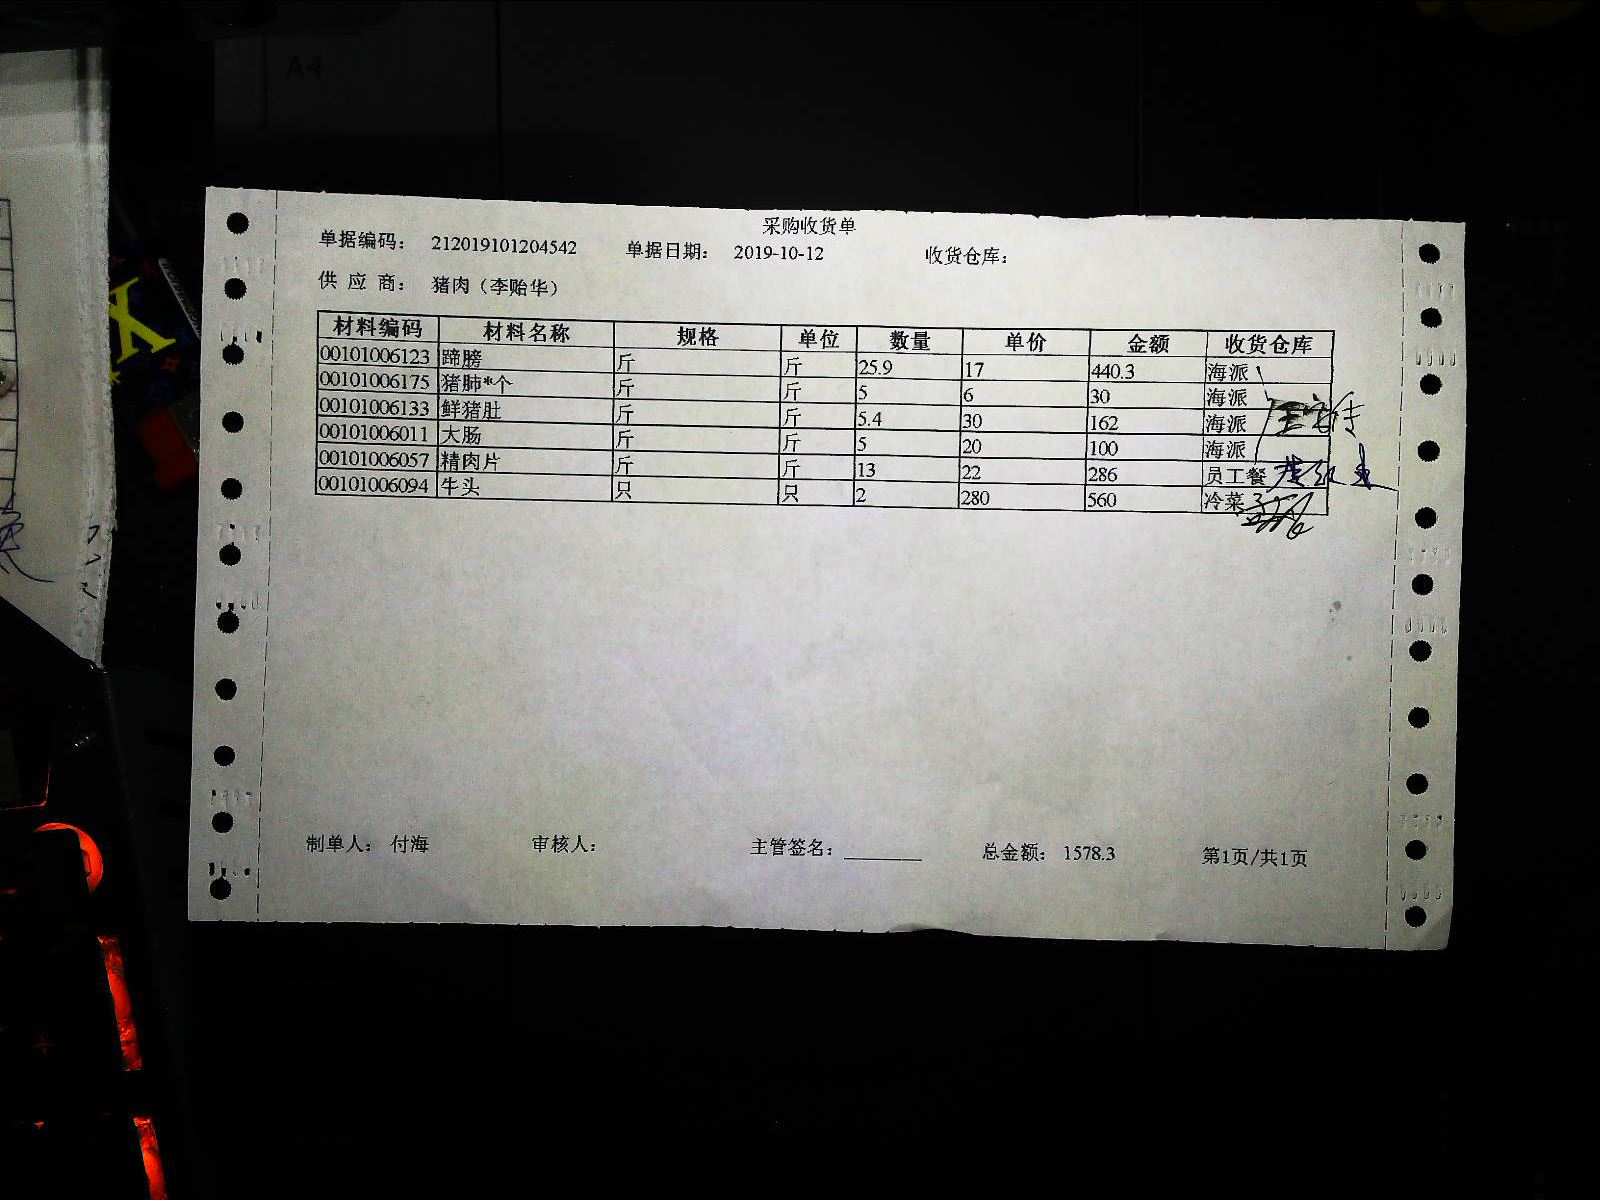 A4
采购收货单
单据编码： 212019101204542 单据日期： 2019-10-12 收货仓库：
供 应 商： 猪肉（李贻华）
材料编码 材料名称 规格 单位 数量 单价 金额 收货仓库
00101006123 蹄膀 斤 斤 25.9 17 440.3 海派
00101006175 猪肺*个 斤 斤 5 6 30 海派
00101006133 鲜猪肚 斤 斤 5.4 30 162 海派
00101006011 大肠 斤 斤 5 20 100 海派
00101006057 精肉片 斤 斤 13 22 286 员工餐
00101006094 牛头 只 只 2 280 560 冷菜
制单人： 付海 审核人： 主管签名： 总金额： 1578.3 第1页/共1页